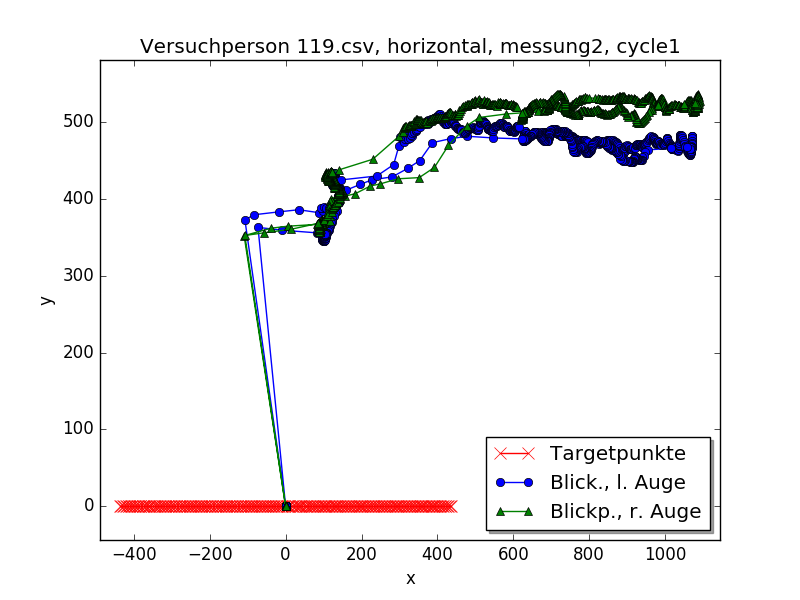 Versuchperson 119.csv, horizontal, messung2, cycle1
y
500
400
300
200
100
0
Targetpunkte
Blick., l. Auge
Blickp., r. Auge
−400 −200 0 200 400 600 800 1000
x